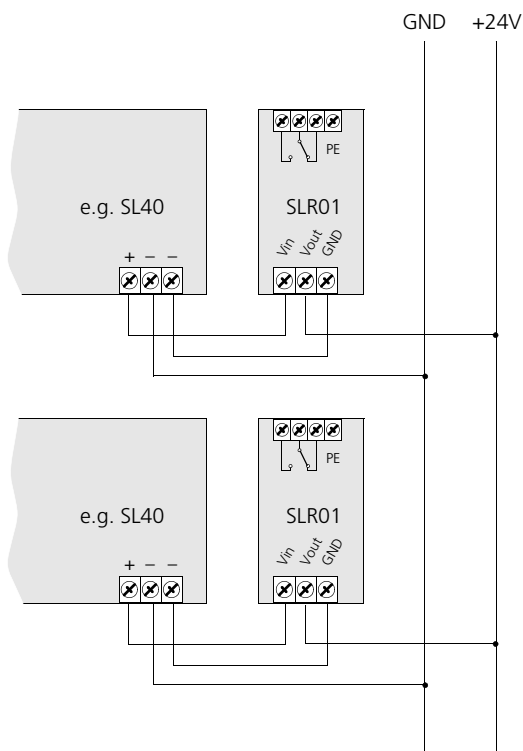 GND +24V
PE
e.g. SL40 SLR01
Vin Vout GND
+ – –
PE
e.g. SL40 SLR01
Vin Vout GND
+ – –